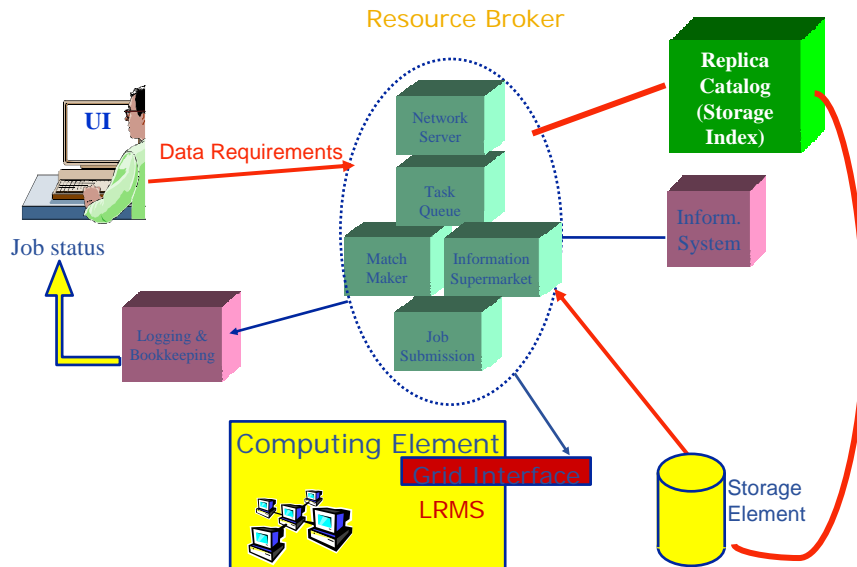 Resource Broker
UI
Data Requirements
Job status
Network
Server
Task
Queue
Match
Maker
Information
Supermarket
Job
Submission
Replica
Catalog
(Storage
Index)
Inform.
System
Logging &
Bookkeeping
Computing Element
Grid Interface
LRMS
Storage
Element